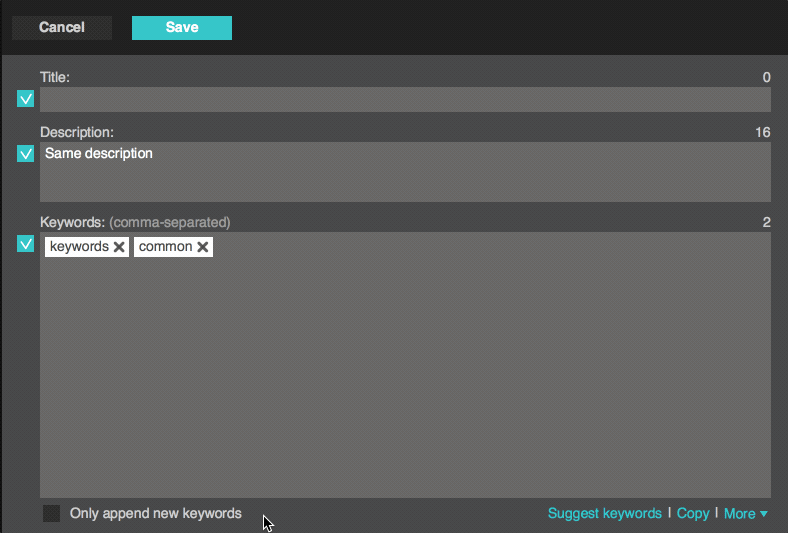 Cancel Save
Title: 0
Description: 16
Same description
Keywords: (comma-separated) 2
keywords common
Only append new keywords Suggest keywords | Copy | More